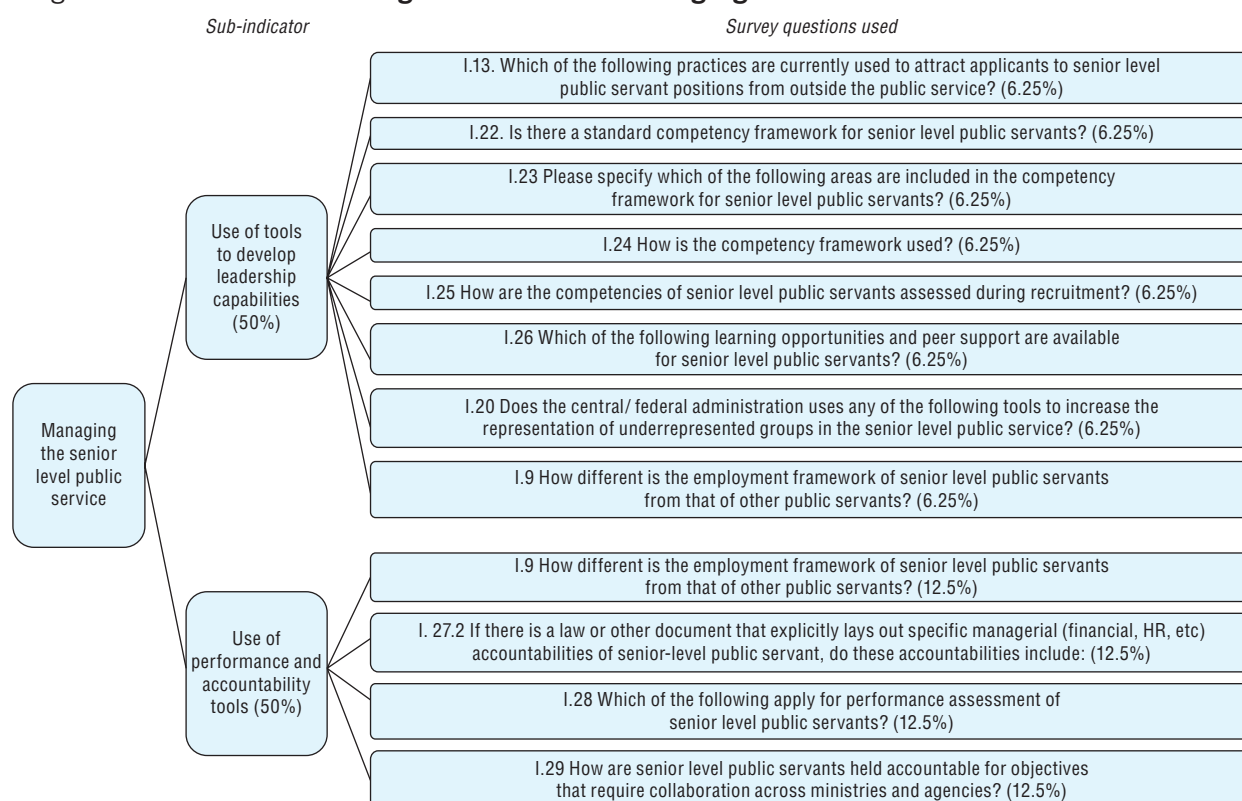 Sub-indicator
Survey questions used
I.13. Which of the following practices are currently used to attract applicants to senior level
public servant positions from outside the public service? (6.25%)
I.22. Is there a standard competency framework for senior level public servants? (6.25%)
I.23 Please specify which of the following areas are included in the competency
framework for senior level public servants? (6.25%)
Use of tools
to develop
leadership
capabilities
(50%)
I.24 How is the competency framework used? (6.25%)
I.25 How are the competencies of senior level public servants assessed during recruitment? (6.25%)
I.26 Which of the following learning opportunities and peer support are available
for senior level public servants? (6.25%)
I.20 Does the central/ federal administration uses any of the following tools to increase the
representation of underrepresented groups in the senior level public service? (6.25%)
Managing
the senior
level public
service
I.9 How different is the employment framework of senior level public servants
from that of other public servants? (6.25%)
I.9 How different is the employment framework of senior level public servants
from that of other public servants? (12.5%)
I. 27.2 If there is a law or other document that explicitly lays out specific managerial (financial, HR, etc)
accountabilities of senior-level public servant, do these accountabilities include: (12.5%)
Use of
performance and
accountability
tools (50%)
I.28 Which of the following apply for performance assessment of
senior level public servants? (12.5%)
I.29 How are senior level public servants held accountable for objectives
that require collaboration across ministries and agencies? (12.5%)